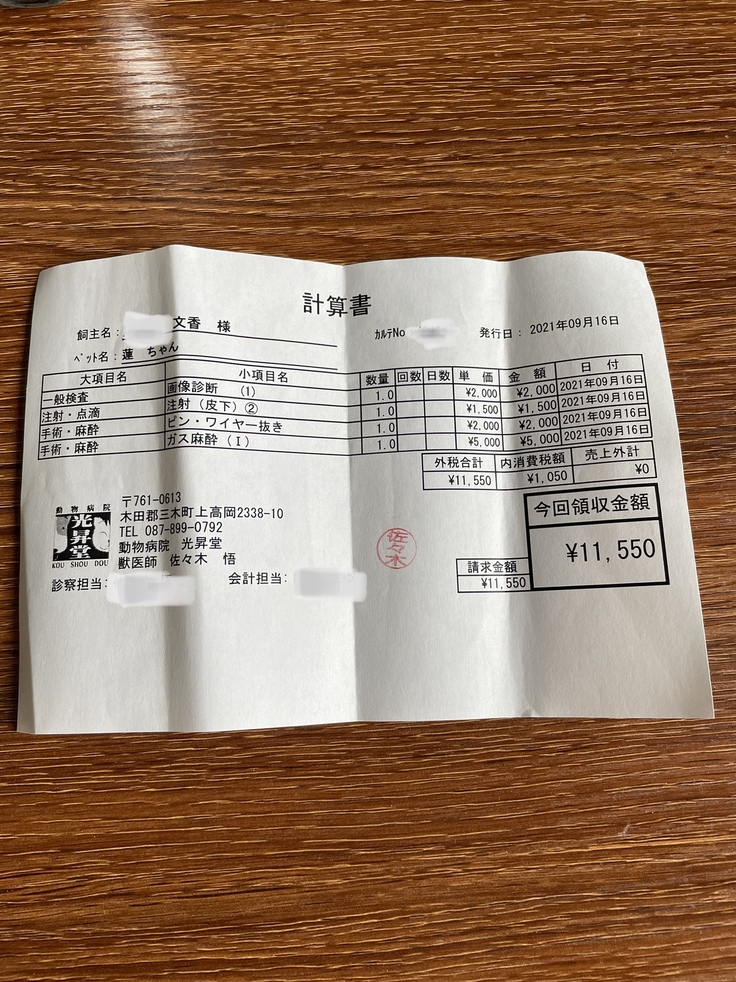 計算書
飼主名: 文香 様
カルテNo
発行日: 2021年09月16日
ペット名: 蓮 ちゃん
大項目名 小項目名 数量 回数 日数 単価 金額 日付
一般検査 画像診断 (1) 1.0 ¥2,000 ¥2,000 2021年09月16日
注射・点滴 注射(皮下)② 1.0 ¥1,500 ¥1,500 2021年09月16日
手術・麻酔 ピン・ワイヤー抜き 1.0 ¥2,000 ¥2,000 2021年09月16日
手術・麻酔 ガス麻酔(Ⅰ) 1.0 ¥5,000 ¥5,000 2021年09月16日
外税合計 内消費税額 売上外計
¥11,550 ¥1,050 ¥0
動物病院
光昇堂
KOU SHOU DOU
〒761-0613
木田郡三木町上高岡2338-10
TEL 087-899-0792
動物病院 光昇堂
獣医師 佐々木 悟
診察担当:
会計担当:
佐々木
請求金額
¥11,550
今回領収金額
¥11,550